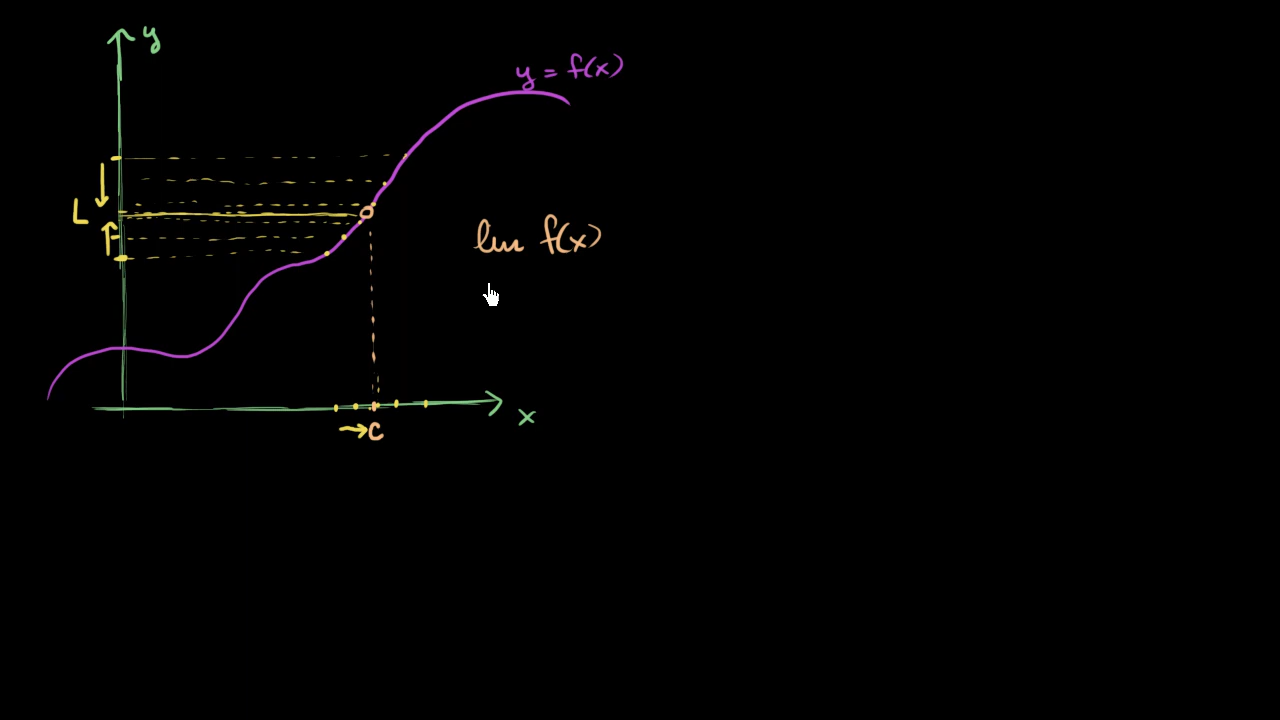 y
y = f(x)
L
lim f(x)
C
x